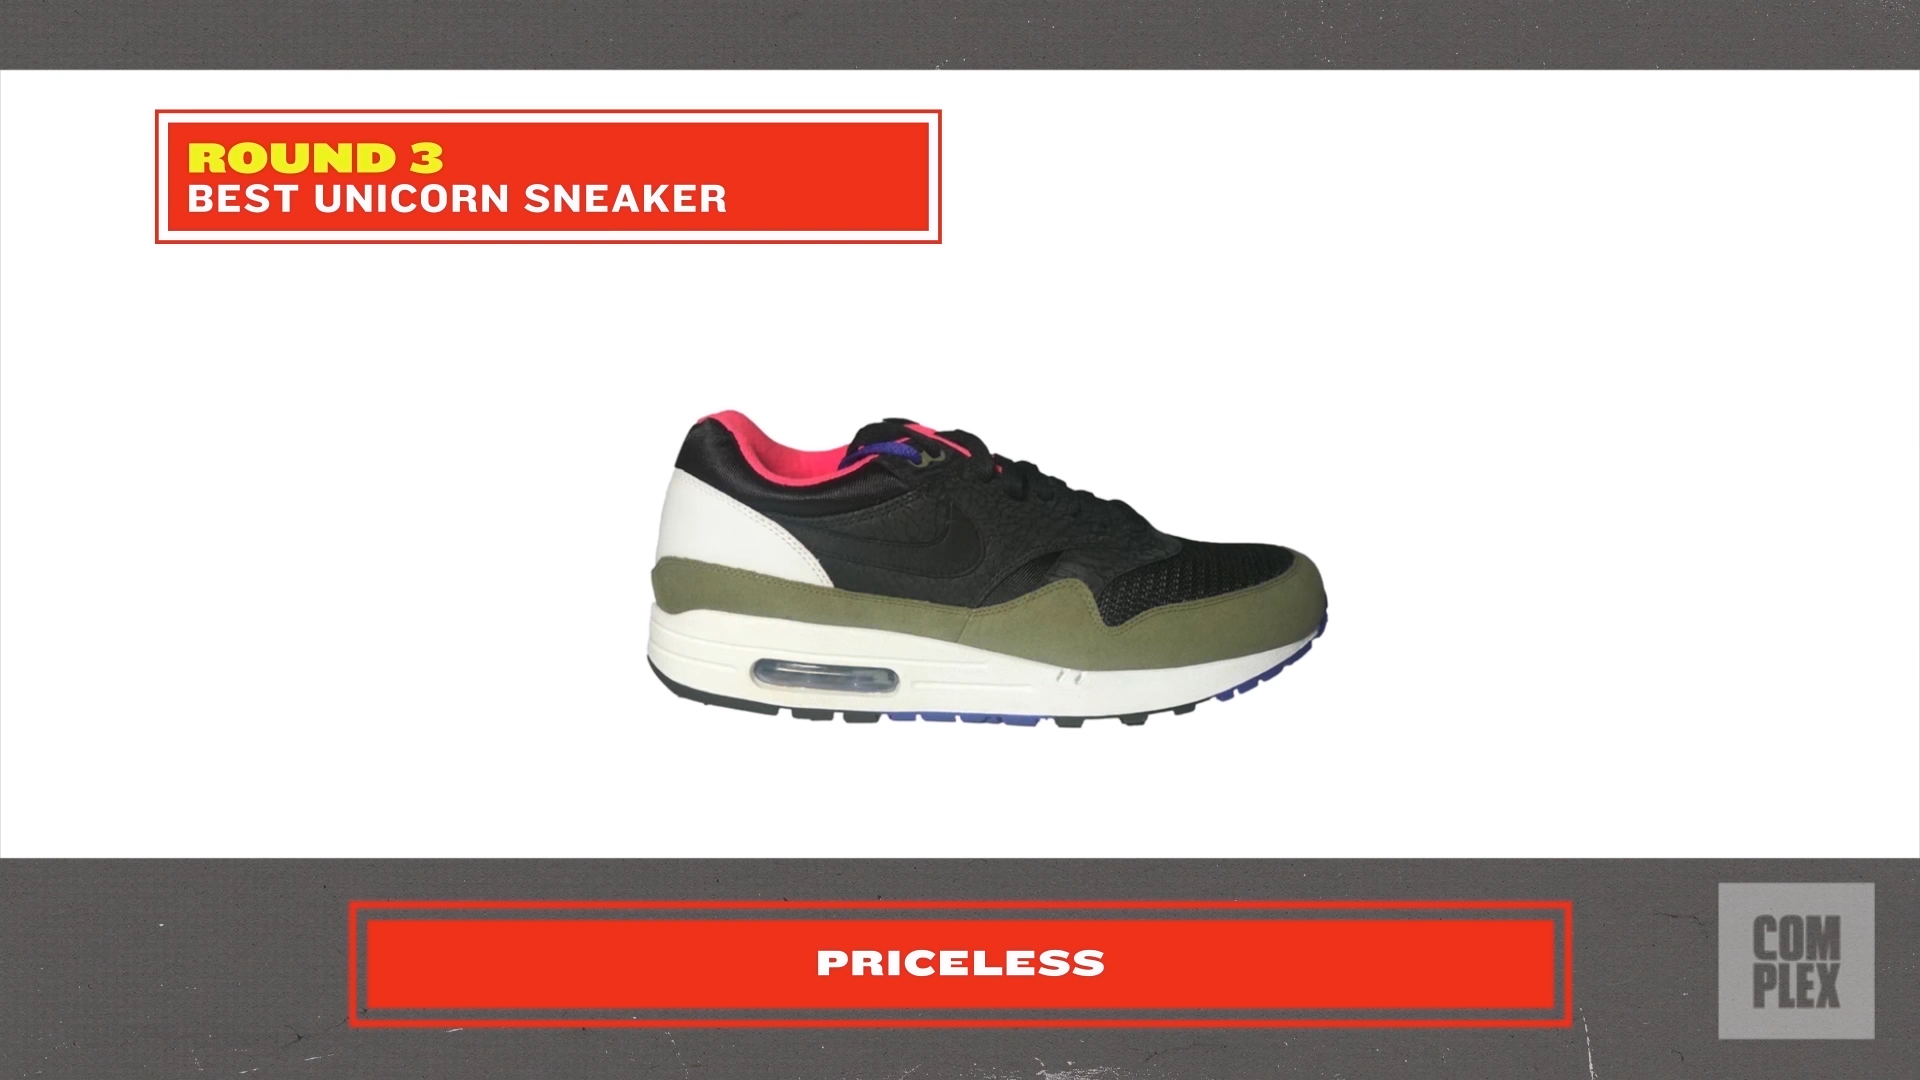 ROUND 3
BEST UNICORN SNEAKER
PRICELESS
COM
PLEX